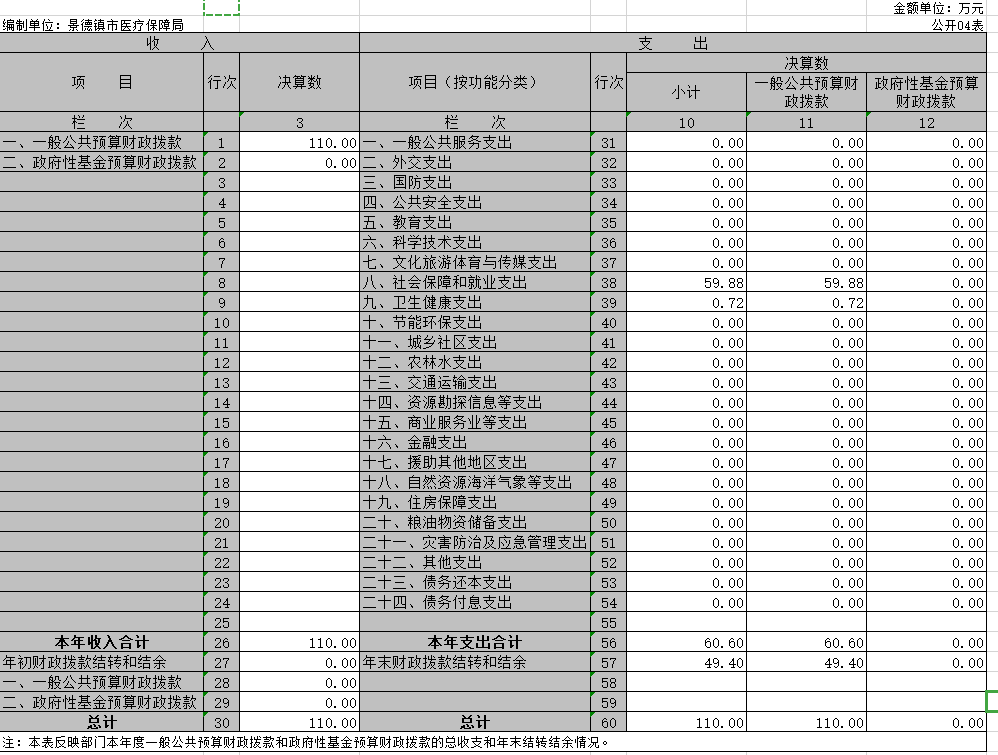 金额单位：万元
编制单位：景德镇市医疗保障局 公开04表
收 入 支 出
项 目 行次 决算数 项目（按功能分类） 行次 决算数
小计 一般公共预算财政拨款 政府性基金预算财政拨款
栏 次 3 栏 次 10 11 12
一、一般公共预算财政拨款 1 110.00 一、一般公共服务支出 31 0.00 0.00 0.00
二、政府性基金预算财政拨款 2 0.00 二、外交支出 32 0.00 0.00 0.00
3 三、国防支出 33 0.00 0.00 0.00
4 四、公共安全支出 34 0.00 0.00 0.00
5 五、教育支出 35 0.00 0.00 0.00
6 六、科学技术支出 36 0.00 0.00 0.00
7 七、文化旅游体育与传媒支出 37 0.00 0.00 0.00
8 八、社会保障和就业支出 38 59.88 59.88 0.00
9 九、卫生健康支出 39 0.72 0.72 0.00
10 十、节能环保支出 40 0.00 0.00 0.00
11 十一、城乡社区支出 41 0.00 0.00 0.00
12 十二、农林水支出 42 0.00 0.00 0.00
13 十三、交通运输支出 43 0.00 0.00 0.00
14 十四、资源勘探信息等支出 44 0.00 0.00 0.00
15 十五、商业服务业等支出 45 0.00 0.00 0.00
16 十六、金融支出 46 0.00 0.00 0.00
17 十七、援助其他地区支出 47 0.00 0.00 0.00
18 十八、自然资源海洋气象等支出 48 0.00 0.00 0.00
19 十九、住房保障支出 49 0.00 0.00 0.00
20 二十、粮油物资储备支出 50 0.00 0.00 0.00
21 二十一、灾害防治及应急管理支出 51 0.00 0.00 0.00
22 二十二、其他支出 52 0.00 0.00 0.00
23 二十三、债务还本支出 53 0.00 0.00 0.00
24 二十四、债务付息支出 54 0.00 0.00 0.00
25 55
本年收入合计 26 110.00 本年支出合计 56 60.60 60.60 0.00
年初财政拨款结转和结余 27 0.00 年末财政拨款结转和结余 57 49.40 49.40 0.00
一、一般公共预算财政拨款 28 0.00 58
二、政府性基金预算财政拨款 29 0.00 59
总计 30 110.00 总计 60 110.00 110.00 0.00
注：本表反映部门本年度一般公共预算财政拨款和政府性基金预算财政拨款的总收支和年末结转结余情况。